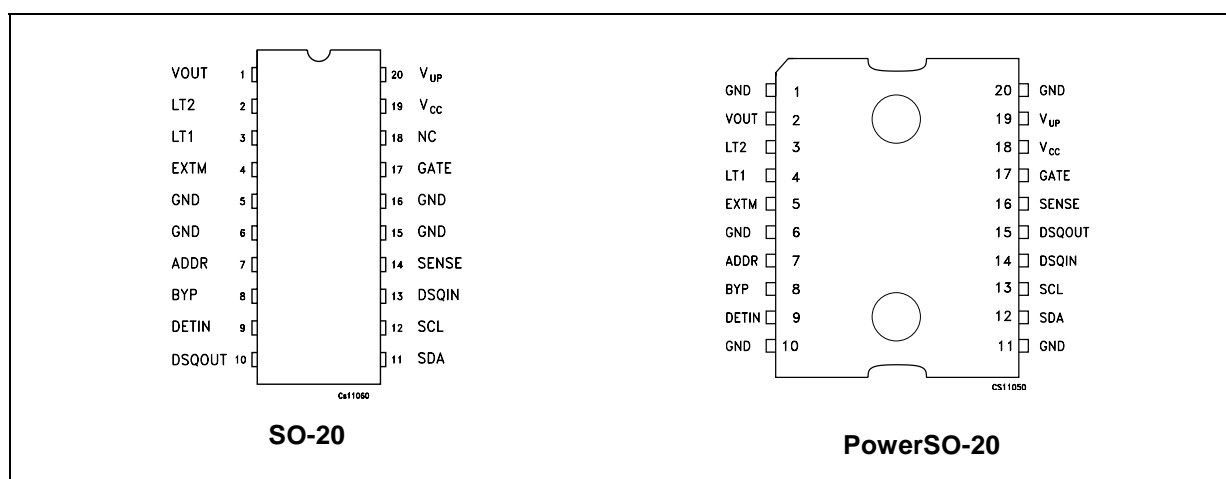 VOUT 1 20 VUP
LT2 2 19 VCC
LT1 3 18 NC
EXTM 4 17 GATE
GND 5 16 GND
GND 6 15 GND
ADDR 7 14 SENSE
BYP 8 13 DSQIN
DETIN 9 12 SCL
DSQOUT 10 11 SDA
Cs11060
SO-20
GND 1 20 GND
VOUT 2 19 VUP
LT2 3 18 VCC
LT1 4 17 GATE
EXTM 5 16 SENSE
GND 6 15 DSQOUT
ADDR 7 14 DSQIN
BYP 8 13 SCL
DETIN 9 12 SDA
GND 10 11 GND
CS11050
PowerSO-20